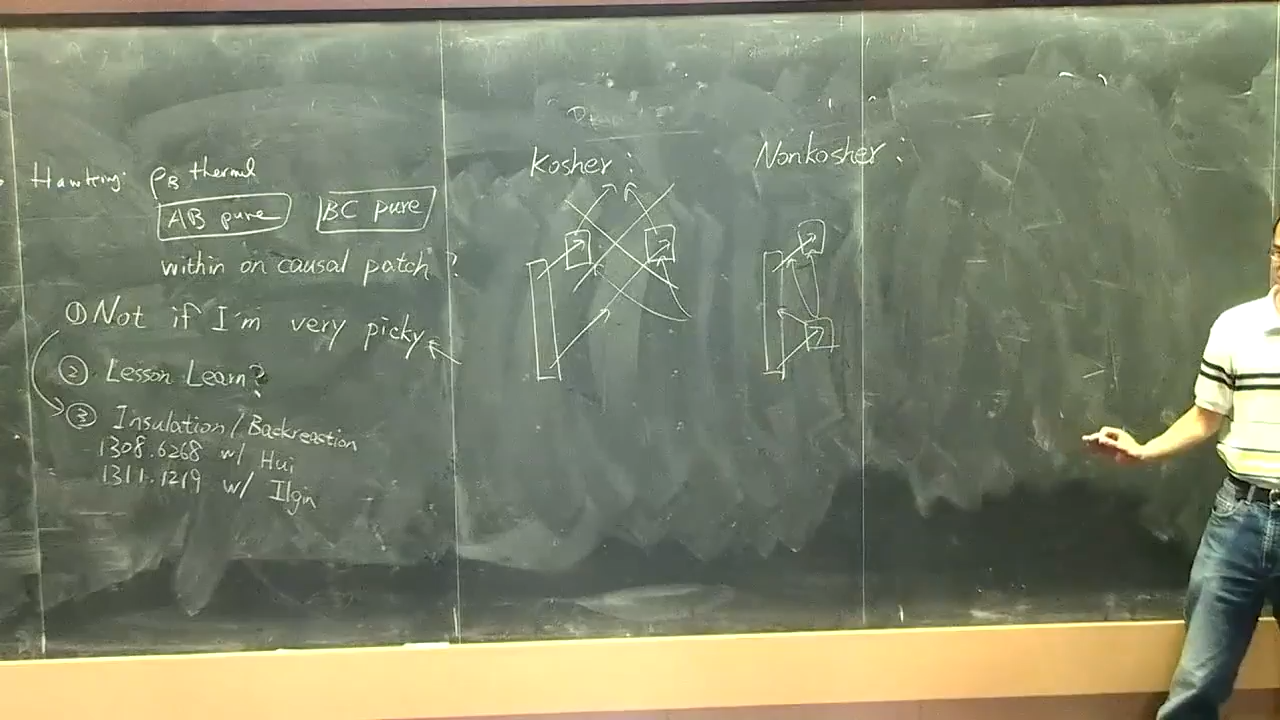 Hawking: ρB thermal
AB pure BC pure
within on causal patch ?
① Not if I'm very picky
② Lesson Learn?
③ Insulation/Backreaction
1308.6268 w/ Hui
1311.1219 w/ Ilgin
Kosher :
Nonkosher :